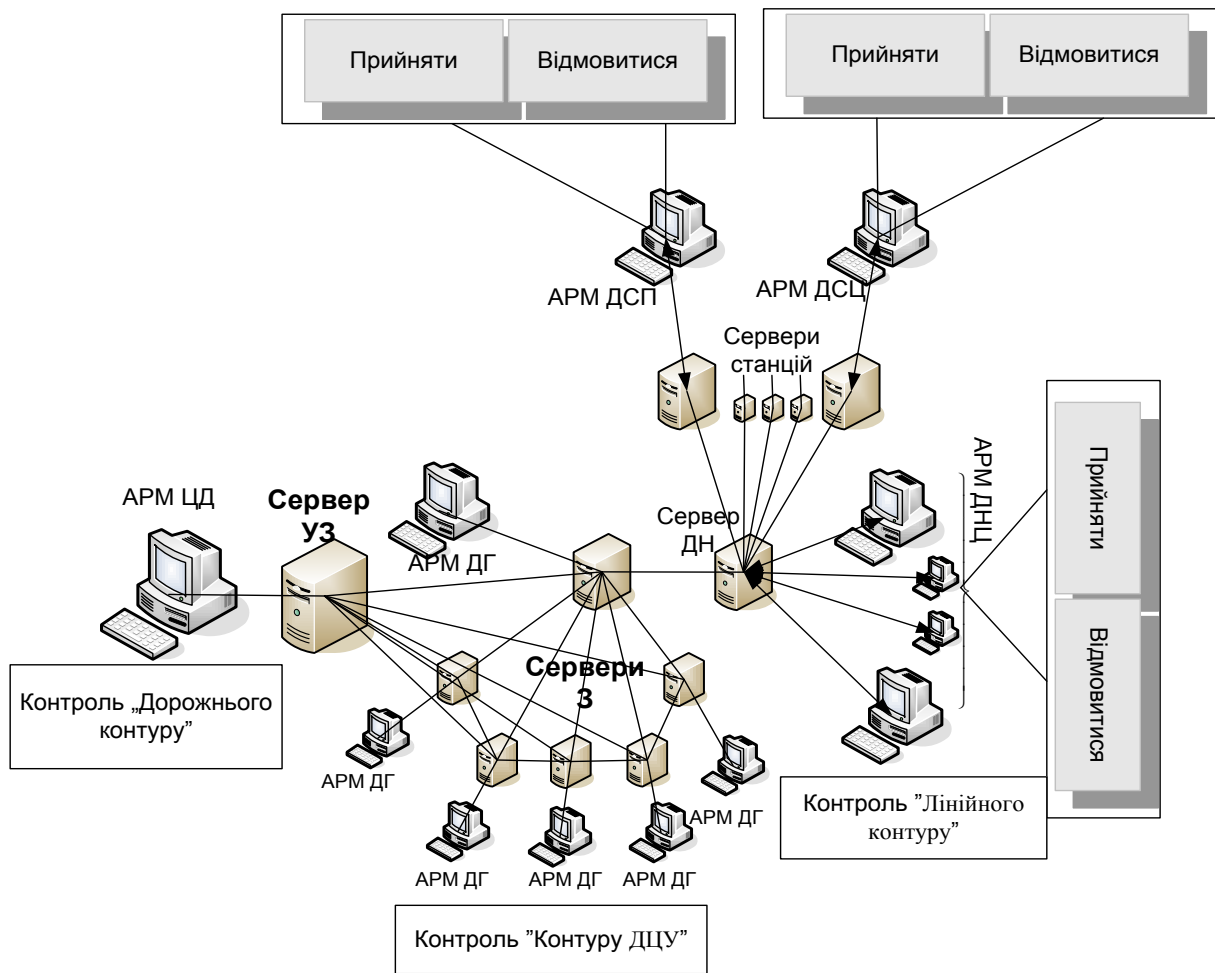 Прийняти
Відмовитися
Прийняти
Відмовитися
АРМ ДСП
АРМ ДСЦ
Сервери
станцій
АРМ ЦД
Сервер
УЗ
АРМ ДГ
Сервер
ДН
АРМ ДНЦ
Прийняти
Відмовитися
Сервери
З
Контроль „Дорожнього
контуру”
АРМ ДГ
АРМ ДГ
АРМ ДГ
АРМ ДГ
АРМ ДГ
Контроль ”Лінійного
контуру”
Контроль ”Контуру ДЦУ”